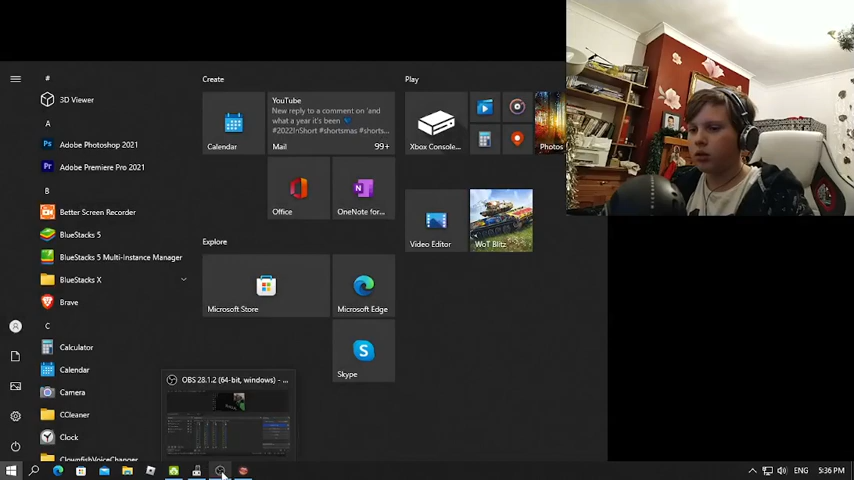 #
3D Viewer
A
Adobe Photoshop 2021
Adobe Premiere Pro 2021
B
Better Screen Recorder
BlueStacks 5
BlueStacks 5 Multi-Instance Manager
BlueStacks X
Brave
C
Calculator
Calendar
Camera
CCleaner
Clock
ClownfishVoiceChanger
Create
Calendar
YouTube
New reply to a comment on 'and
what a year it's been
#2022InShort #shortsmas #shorts...
Mail
99+
Office
OneNote for...
Explore
Microsoft Store
Microsoft Edge
Skype
Play
Xbox Console...
Photos
Video Editor
WoT Blitz
OBS 28.1.2 (64-bit, windows) - ...
ENG
5:36 PM